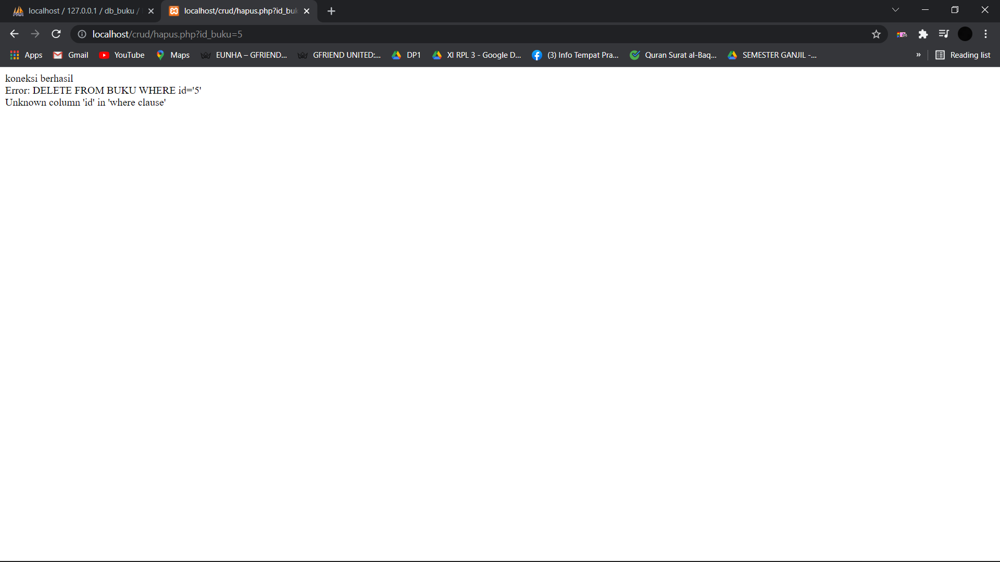 localhost / 127.0.0.1 / db_buku /
localhost/crud/hapus.php?id_buk
localhost/crud/hapus.php?id_buku=5
Apps Gmail YouTube Maps EUNHA – GFRIEND... GFRIEND UNITED:... DP1 XI RPL 3 - Google D... (3) Info Tempat Pra... Quran Surat al-Baq... SEMESTER GANJIL -... » Reading list
koneksi berhasil
Error: DELETE FROM BUKU WHERE id='5'
Unknown column 'id' in 'where clause'